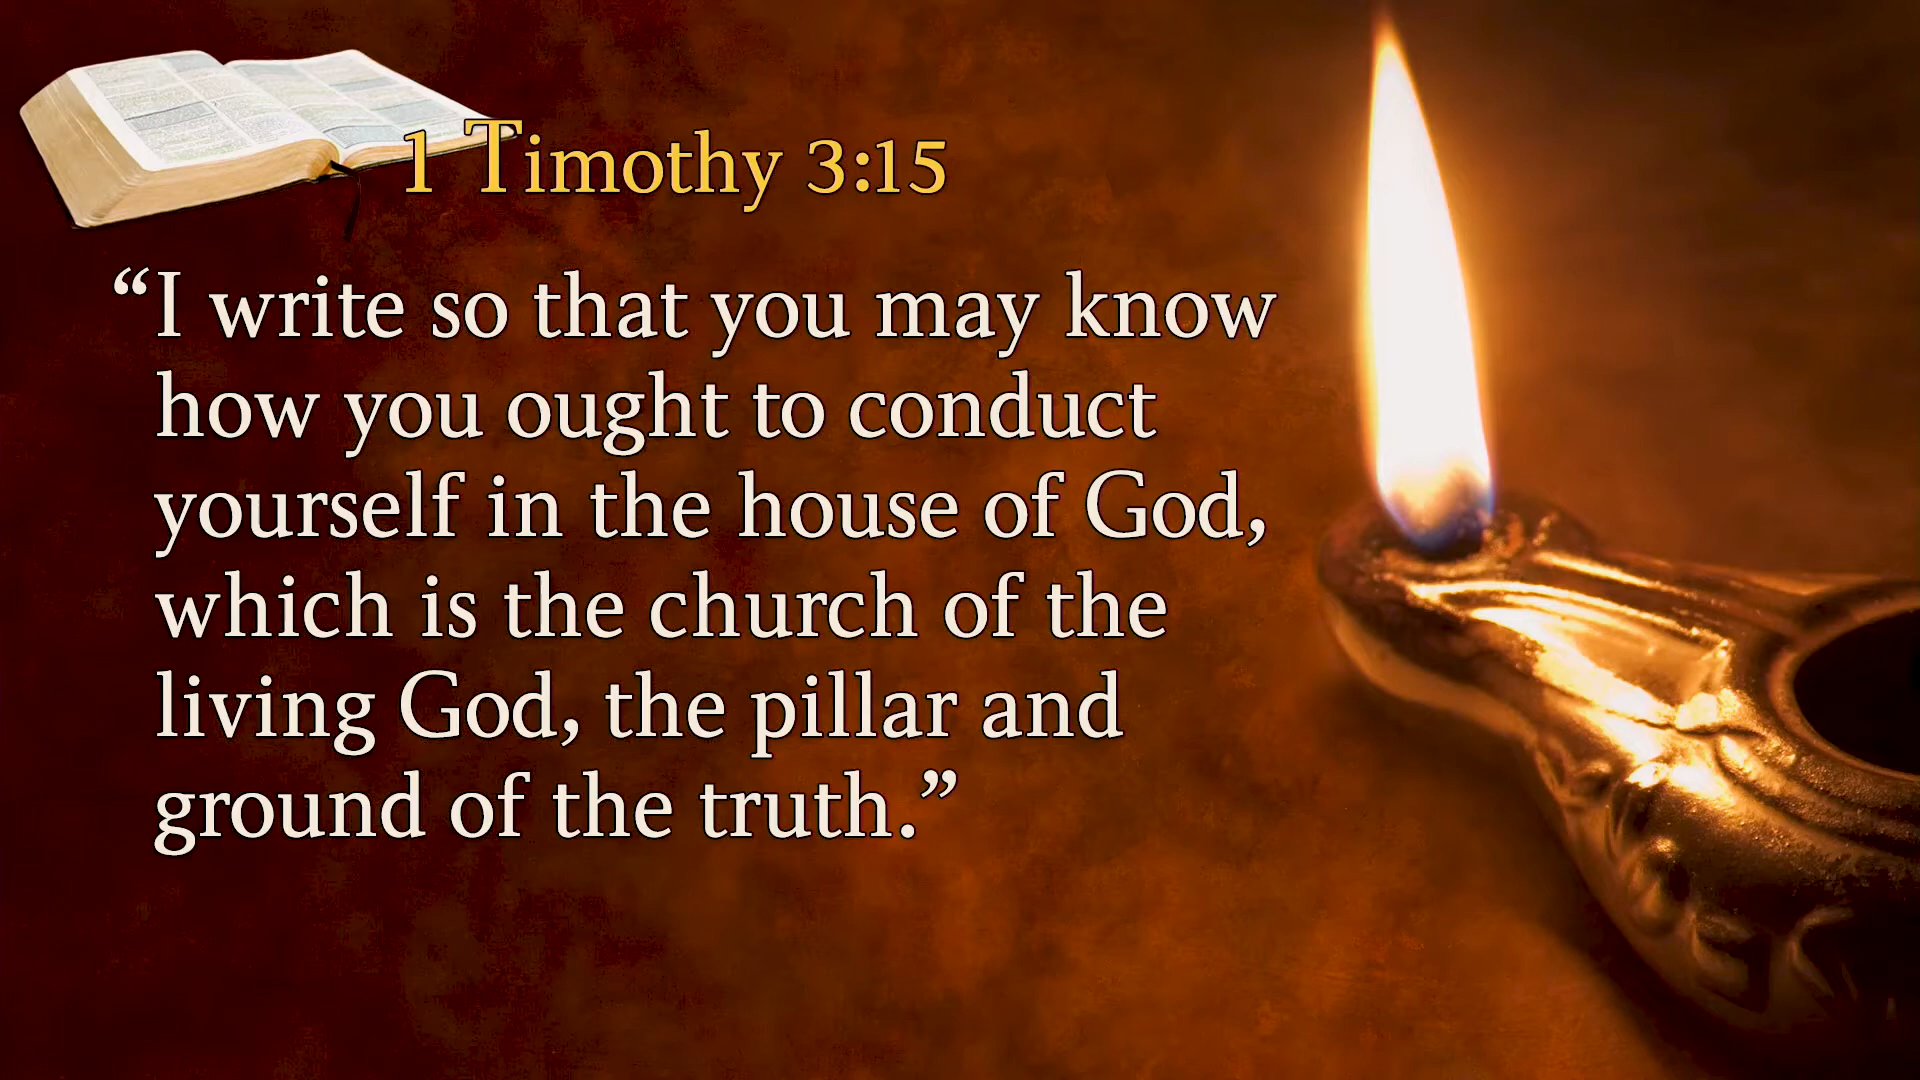 1 Timothy 3:15
“I write so that you may know
how you ought to conduct
yourself in the house of God,
which is the church of the
living God, the pillar and
ground of the truth.”